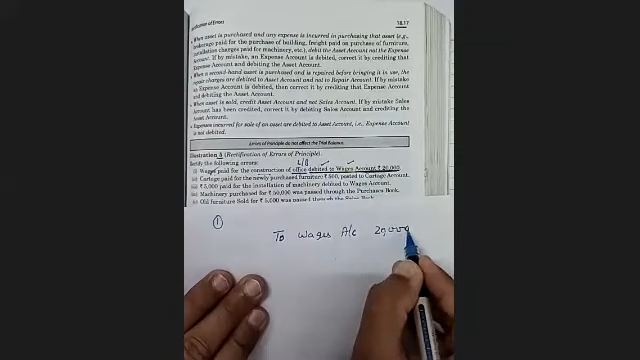 Rectification of Errors 18.17
When asset is purchased and any expense is incurred in purchasing that asset (e.g.,
brokerage paid for the purchase of building, freight paid on purchase of furniture,
installation charges paid for machinery, etc.), debit the Asset Account not the Expense
Account. If by mistake, an Expense Account is debited, correct it by crediting that
Expense Account and debiting the Asset Account.
When a second-hand asset is purchased and is repaired before bringing it in use, the
repair charges are debited to Asset Account and not to Repair Account. If by mistake
an Expense Account is debited, then correct it by crediting that Expense Account
and debiting the Asset Account.
When asset is sold, credit Asset Account and not Sales Account. If by mistake Sales
Account has been credited, correct it by debiting Sales Account and crediting the
Asset Account.
Expenses incurred for sale of an asset are debited to Asset Account, i.e., Expense Account
is not debited.
Errors of Principle do not affect the Trial Balance.
Illustration 6 (Rectification of Errors of Principle).
Rectify the following errors:
L/B
(i) Wages paid for the construction of office debited to Wages Account ₹ 20,000.
(ii) Cartage paid for the newly purchased furniture ₹ 500, posted to Cartage Account.
(iii) ₹ 5,000 paid for the installation of machinery debited to Wages Account.
(iv) Machinery purchased for ₹ 50,000 was passed through the Purchases Book.
(v) Old furniture Sold for ₹ 5,000 was passed through the Sales Book.
①
To Wages A/c 20,000